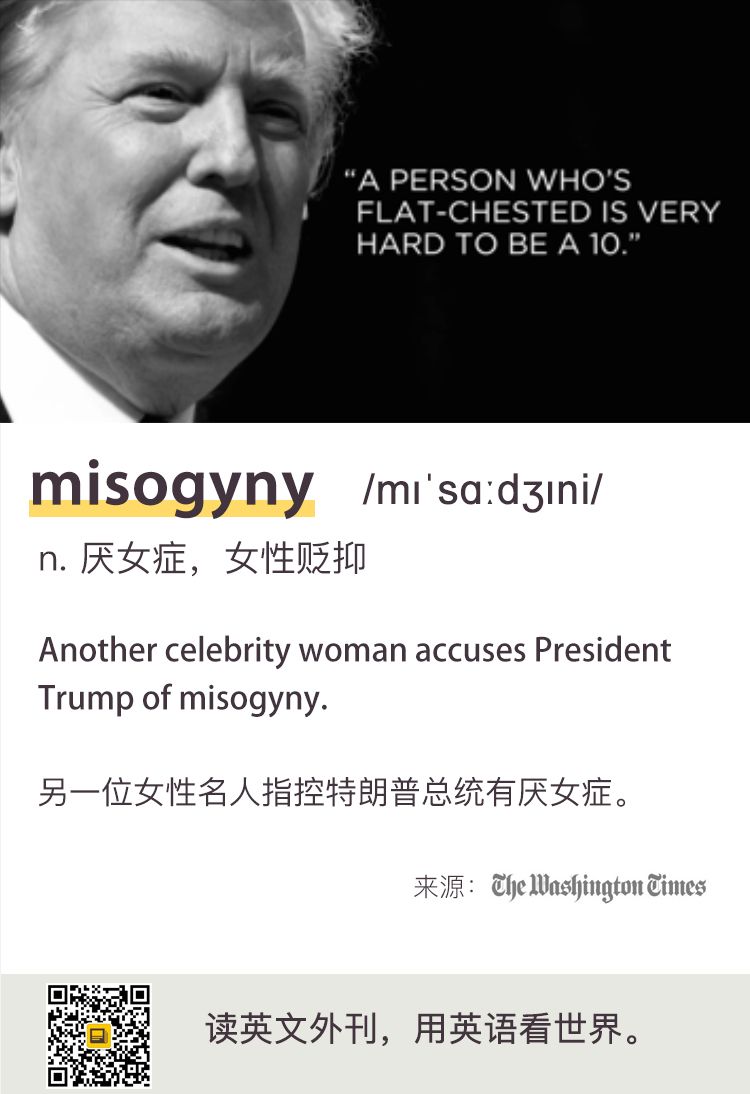 “A PERSON WHO’S
FLAT-CHESTED IS VERY
HARD TO BE A 10.”
misogyny /mɪˈsɑːdʒɪni/
n. 厌女症，女性贬抑
Another celebrity woman accuses President
Trump of misogyny.
另一位女性名人指控特朗普总统有厌女症。
来源：The Washington Times
读英文外刊，用英语看世界。